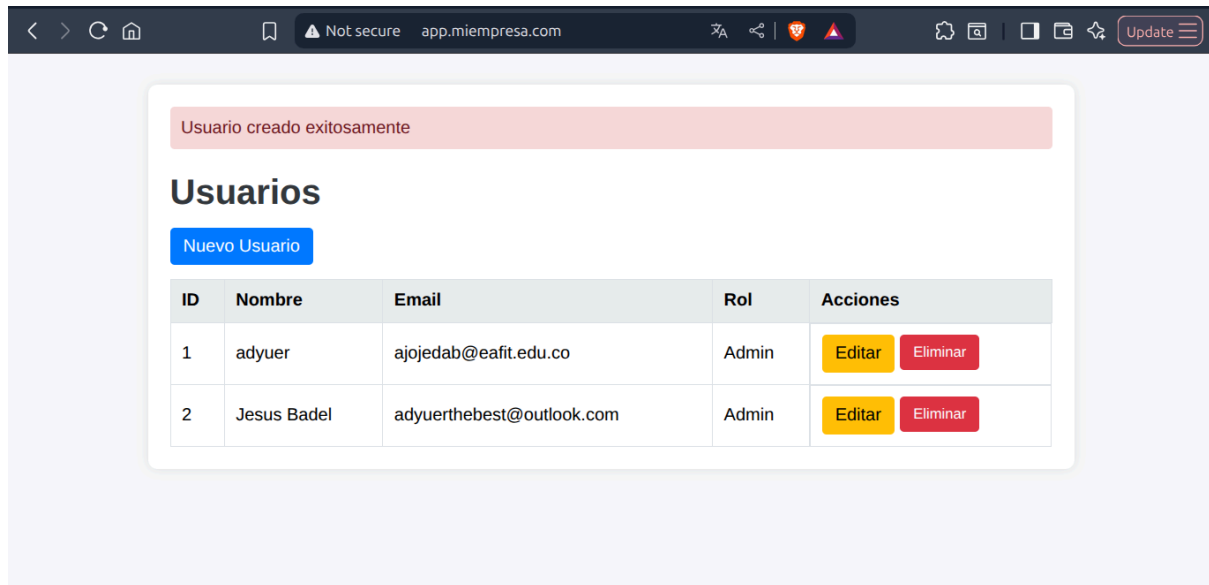 Not secure app.miempresa.com Update
Usuario creado exitosamente
Usuarios
Nuevo Usuario
ID Nombre Email Rol Acciones
1 adyuer ajojedab@eafit.edu.co Admin Editar Eliminar
2 Jesus Badel adyuerthebest@outlook.com Admin Editar Eliminar